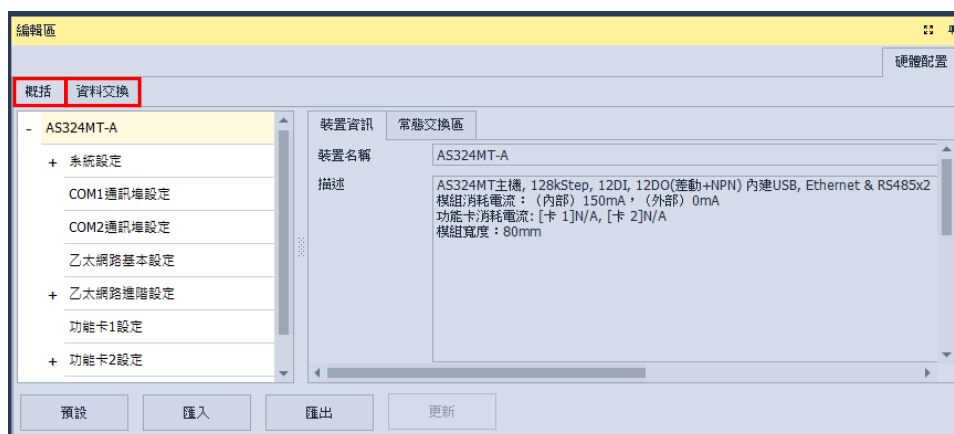 編輯區
硬體配置
概括 資料交換
- AS324MT-A
+ 系統設定
COM1通訊埠設定
COM2通訊埠設定
乙太網路基本設定
+ 乙太網路進階設定
功能卡1設定
+ 功能卡2設定
裝置資訊 常態交換區
裝置名稱 AS324MT-A
描述 AS324MT主機, 128kStep, 12DI, 12DO(差動+NPN) 內建USB, Ethernet & RS485x2
模組消耗電流：（內部）150mA，（外部）0mA
功能卡消耗電流: [卡 1]N/A, [卡 2]N/A
模組寬度：80mm
預設 匯入 匯出 更新